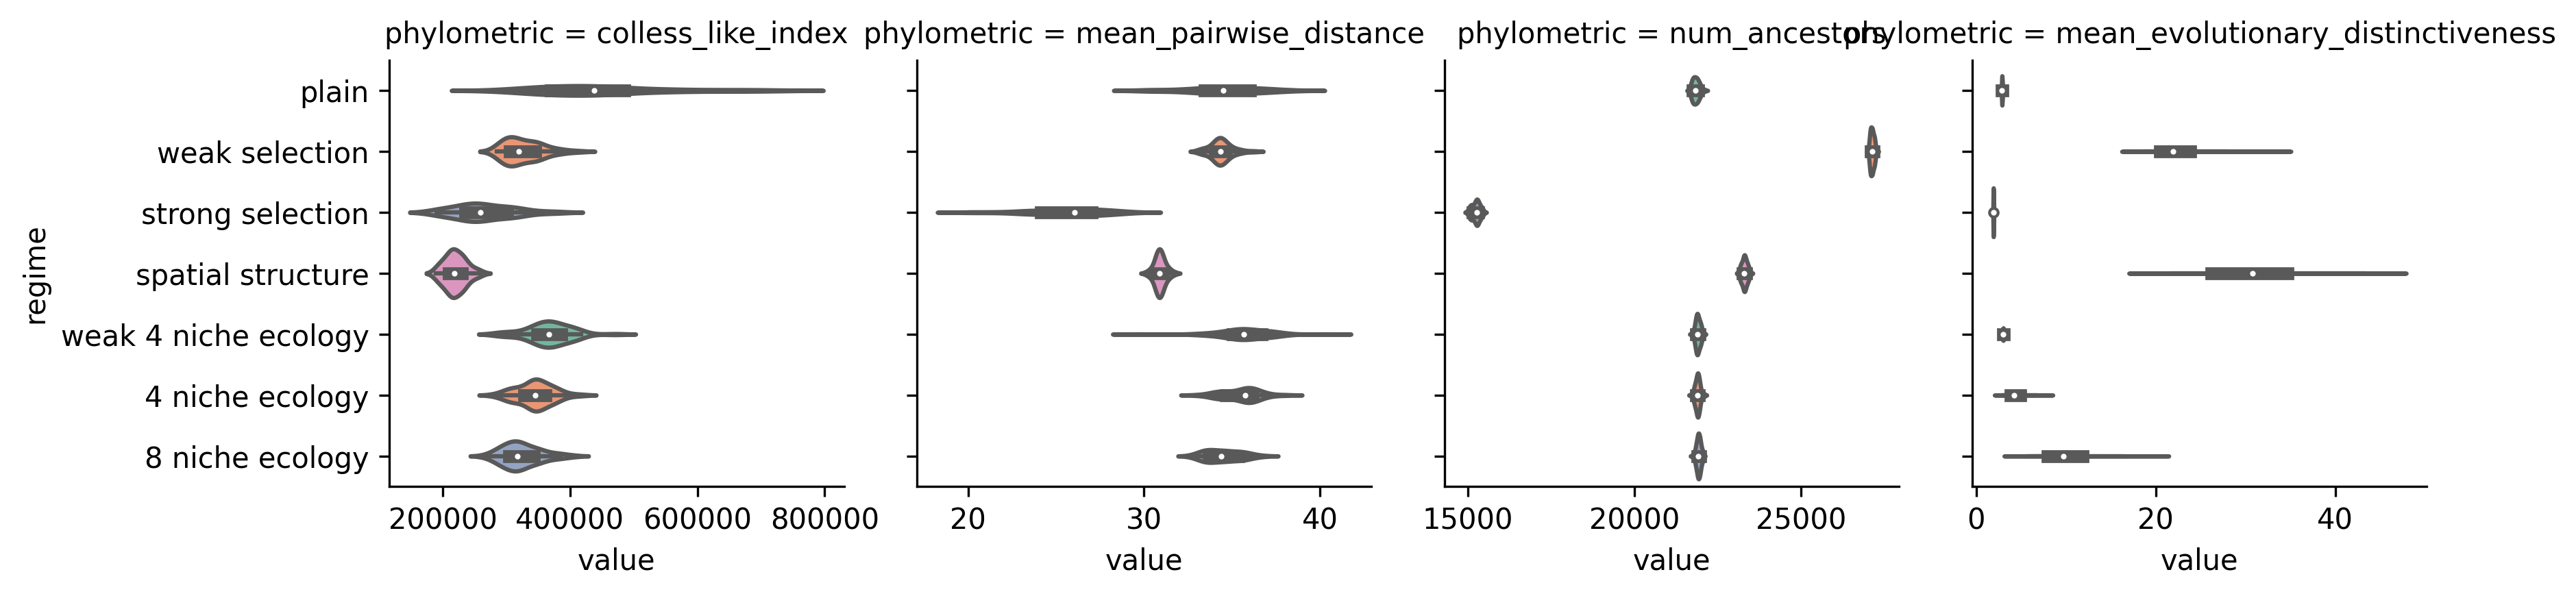 phylometric = colless_like_index
phylometric = mean_pairwise_distance
phylometric = num_ancestors
phylometric = mean_evolutionary_distinctiveness
regime
plain
weak selection
strong selection
spatial structure
weak 4 niche ecology
4 niche ecology
8 niche ecology
200000 400000 600000 800000
value
20 30 40
value
15000 20000 25000
value
0 20 40
value